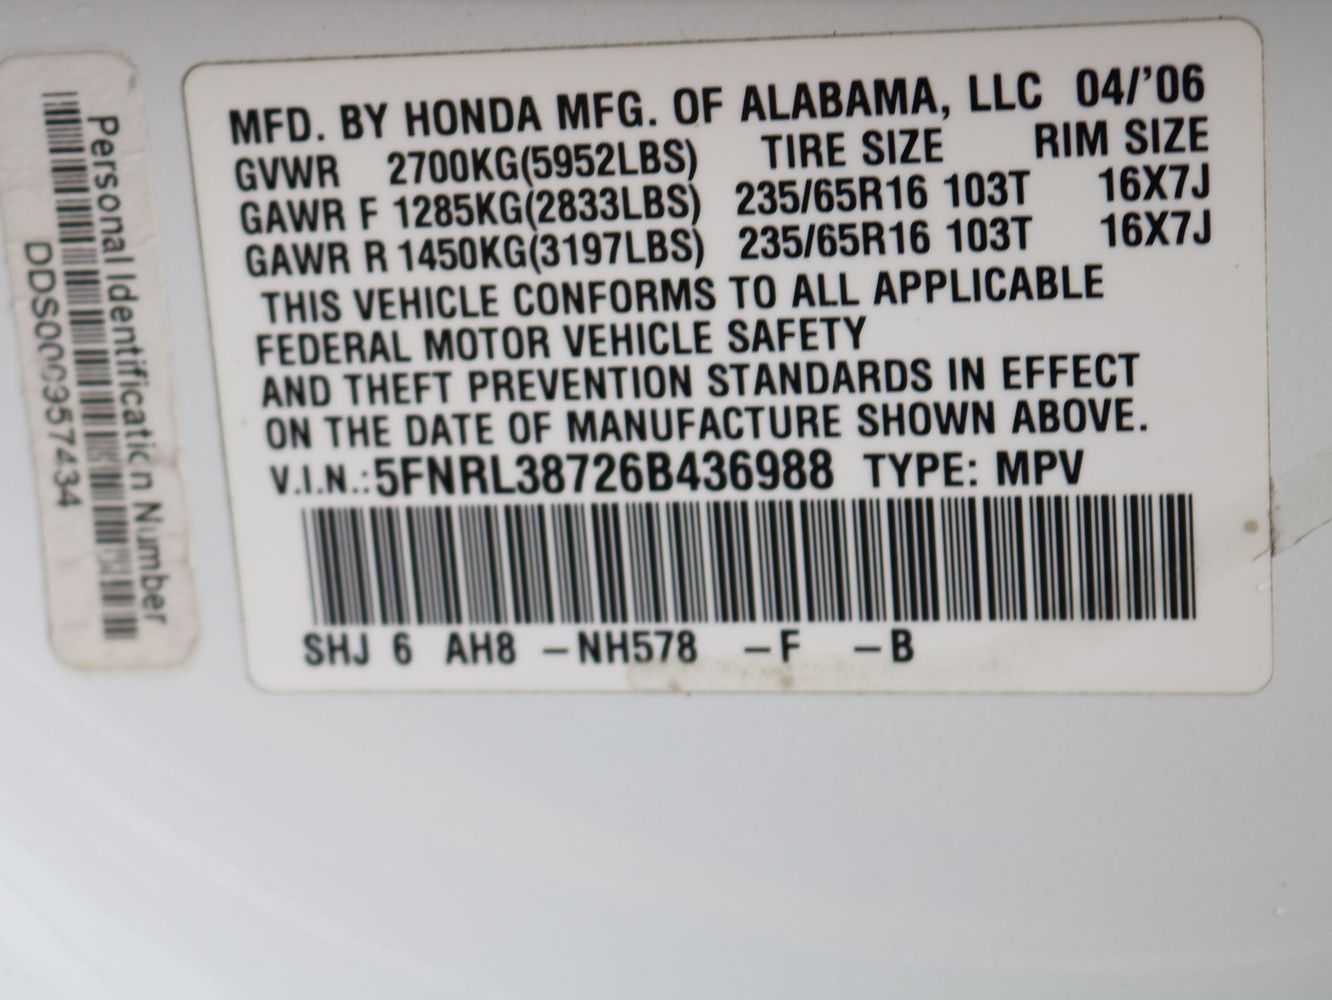 Personal Identification Number
DDS000357434
MFD. BY HONDA MFG. OF ALABAMA, LLC 04/'06
GVWR 2700KG(5952LBS) TIRE SIZE RIM SIZE
GAWR F 1285KG(2833LBS) 235/65R16 103T 16X7J
GAWR R 1450KG(3197LBS) 235/65R16 103T 16X7J
THIS VEHICLE CONFORMS TO ALL APPLICABLE
FEDERAL MOTOR VEHICLE SAFETY
AND THEFT PREVENTION STANDARDS IN EFFECT
ON THE DATE OF MANUFACTURE SHOWN ABOVE.
V.I.N.:5FNRL38726B436988 TYPE: MPV
SHJ 6 AH8 –NH578 –F –B